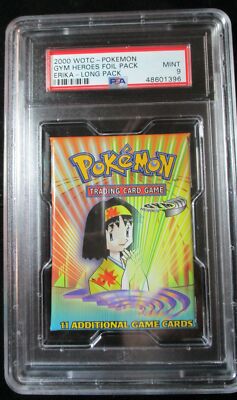 2000 WOTC - POKEMON
GYM HEROES FOIL PACK MINT
ERIKA - LONG PACK 9
PSA 48601396
POKéMON
TRADING CARD GAME
11 ADDITIONAL GAME CARDS